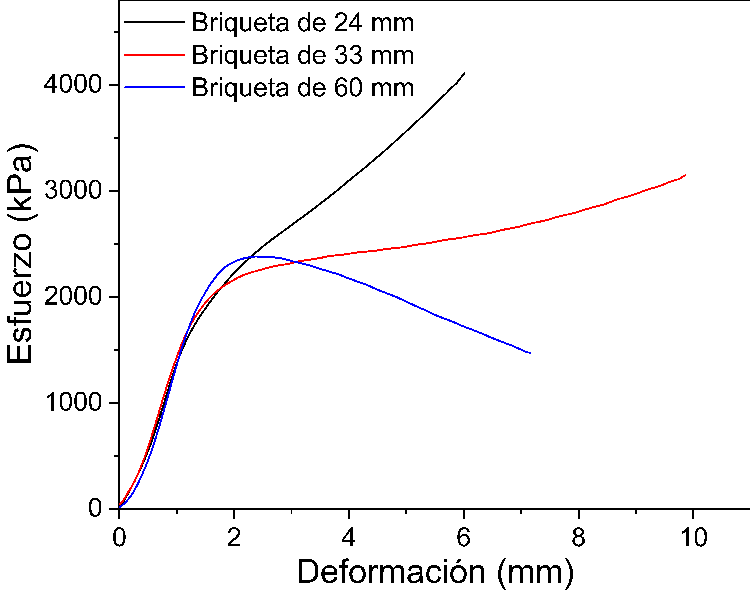 Briqueta de 24 mm
Briqueta de 33 mm
Briqueta de 60 mm
4000
3000
2000
1000
0
Esfuerzo (kPa)
0 2 4 6 8 10
Deformación (mm)